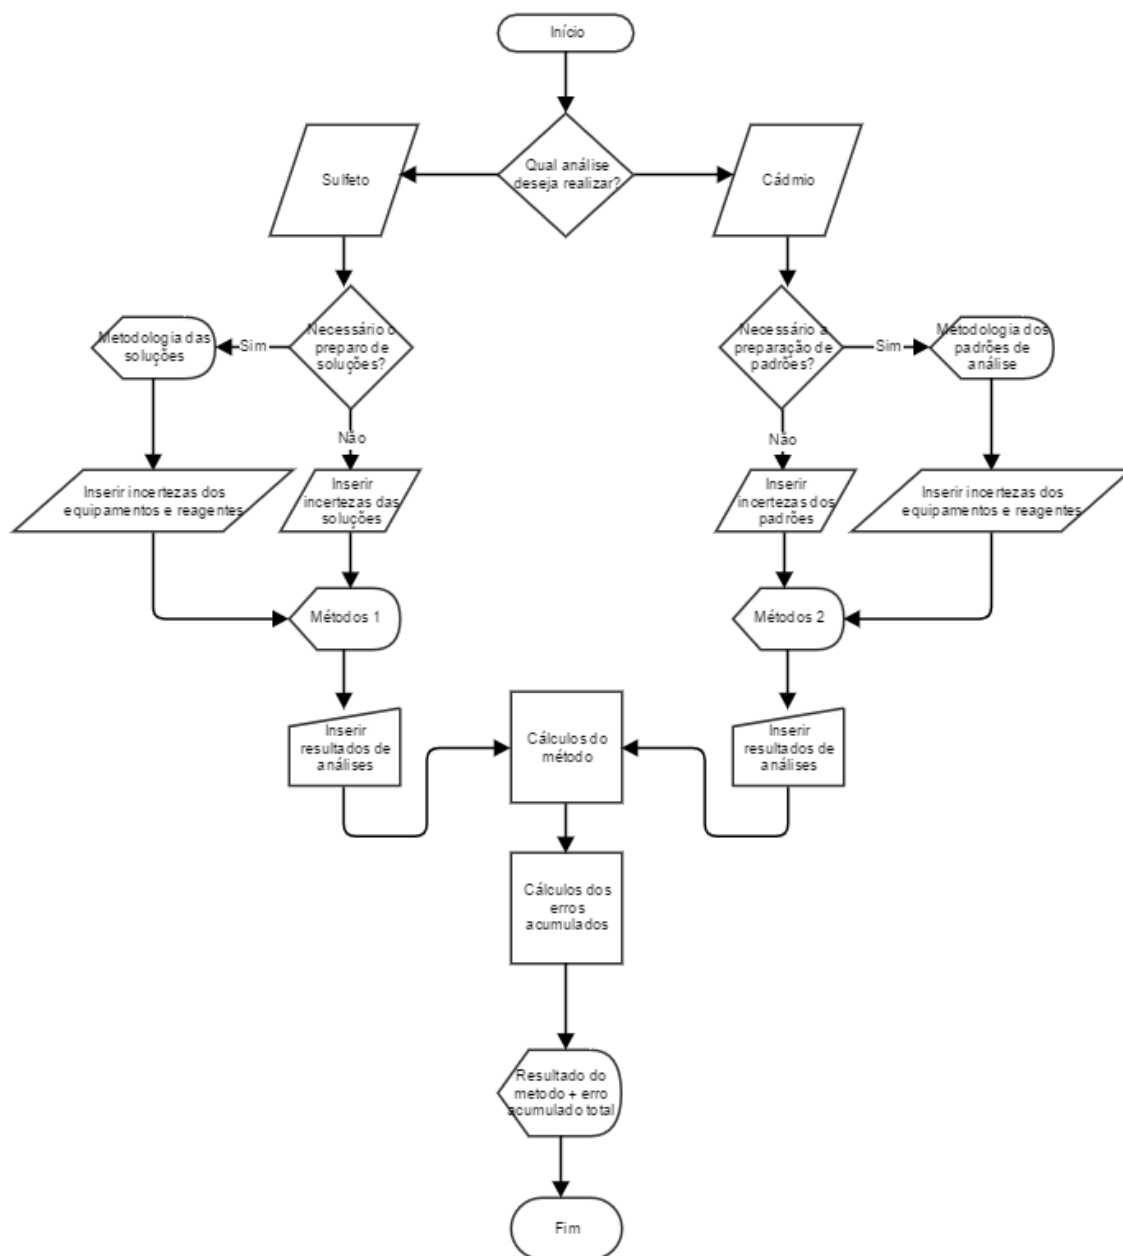 Início
Qual análise
deseja realizar?
Sulfeto
Cádmio
Necessário o
preparo de
soluções?
Sim
Metodologia das
soluções
Necessário a
preparação de
padrões?
Sim
Metodologia dos
padrões de
análise
Não
Não
Inserir incertezas dos
equipamentos e reagentes
Inserir
incertezas das
soluções
Inserir
incertezas dos
padrões
Inserir incertezas dos
equipamentos e reagentes
Métodos 1
Métodos 2
Inserir
resultados de
análises
Cálculos do
método
Inserir
resultados de
análises
Cálculos dos
erros
acumulados
Resultado do
metodo + erro
acumulado total
Fim